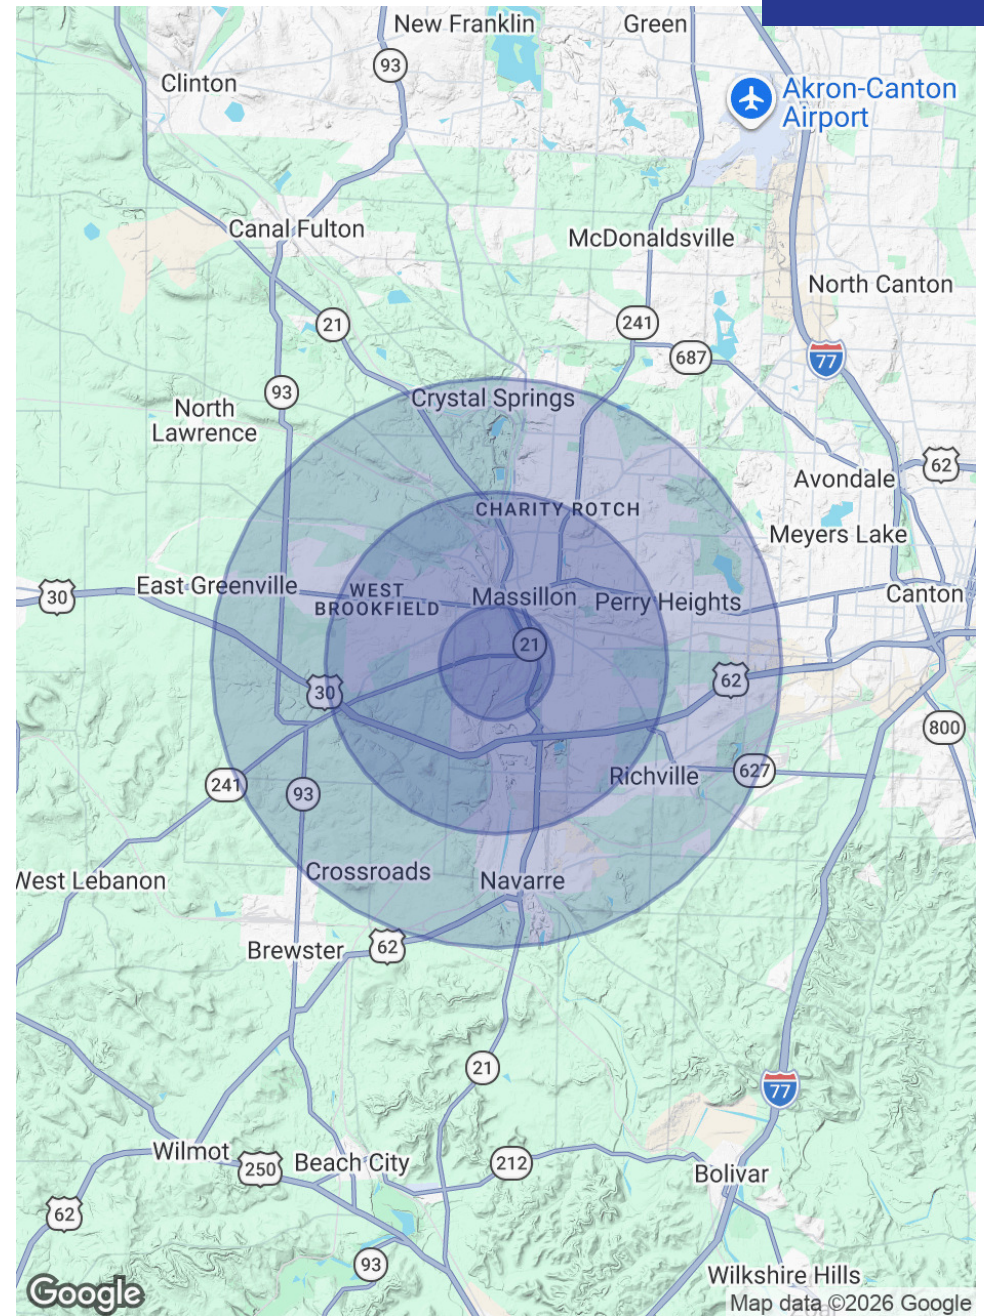 New Franklin
Green
93
Clinton
Akron-Canton
Airport
Canal Fulton
McDonaldsville
North Canton
21
241
687
77
93
Crystal Springs
North
Lawrence
62
Avondale
CHARITY ROTCH
Meyers Lake
East Greenville
WEST
BROOKFIELD
Massillon
Perry Heights
Canton
30
21
30
62
800
Richville
627
241
93
Crossroads
Navarre
West Lebanon
Brewster
62
21
77
Wilmot
250
Beach City
212
Bolivar
62
93
Wilkshire Hills
Google
Map data ©2026 Google